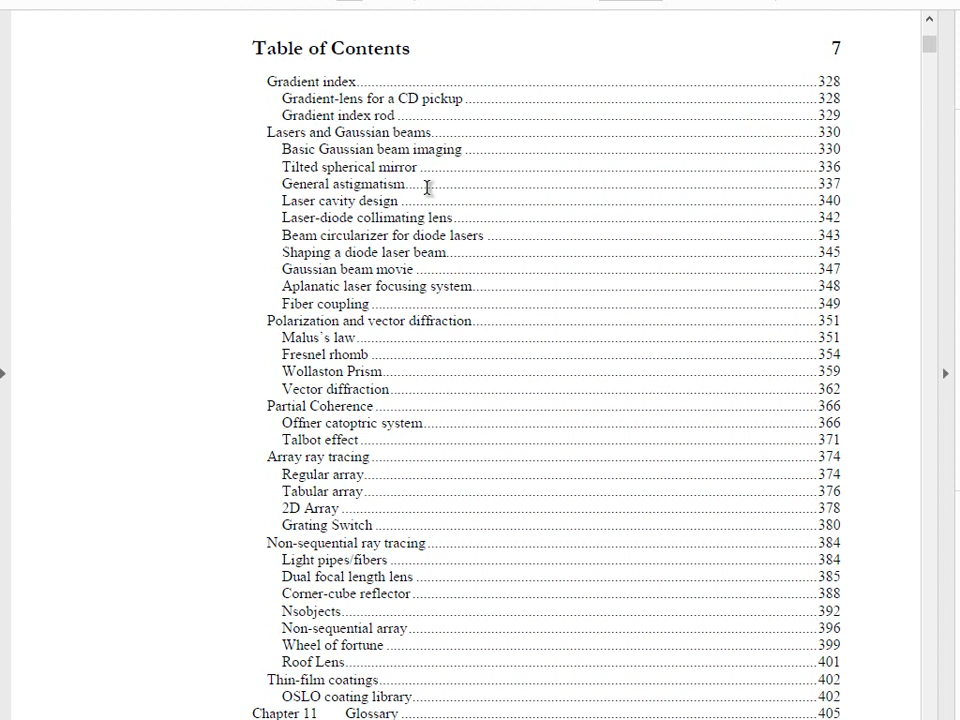 Table of Contents 7
Gradient index 328
Gradient-lens for a CD pickup 328
Gradient index rod 329
Lasers and Gaussian beams 330
Basic Gaussian beam imaging 330
Tilted spherical mirror 336
General astigmatism 337
Laser cavity design 340
Laser-diode collimating lens 342
Beam circularizer for diode lasers 343
Shaping a diode laser beam 345
Gaussian beam movie 347
Aplanatic laser focusing system 348
Fiber coupling 349
Polarization and vector diffraction 351
Malus's law 351
Fresnel rhomb 354
Wollaston Prism 359
Vector diffraction 362
Partial Coherence 366
Offner catoptric system 366
Talbot effect 371
Array ray tracing 374
Regular array 374
Tabular array 376
2D Array 378
Grating Switch 380
Non-sequential ray tracing 384
Light pipes/fibers 384
Dual focal length lens 385
Corner-cube reflector 388
Nsobjects 392
Non-sequential array 396
Wheel of fortune 399
Roof Lens 401
Thin-film coatings 402
OSLO coating library 402
Chapter 11 Glossary 405